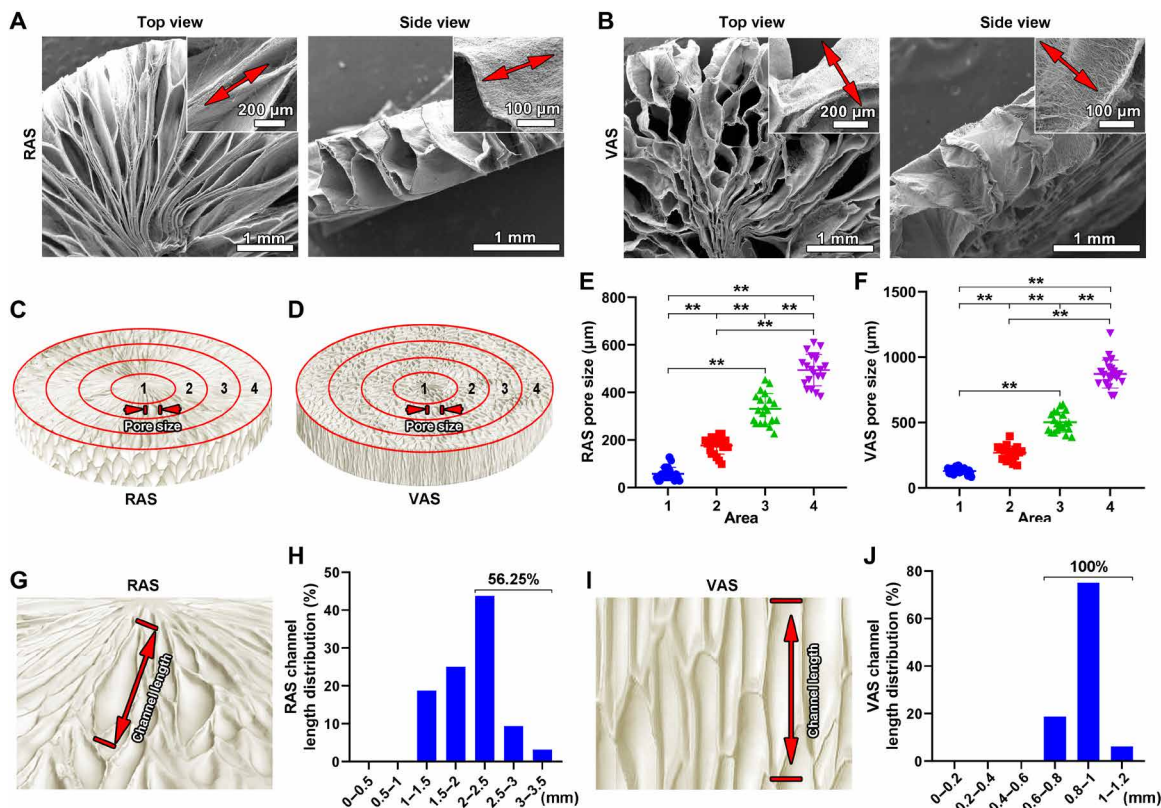 A
Top view
Side view
RAS
200 µm
100 µm
1 mm
1 mm
B
Top view
Side view
VAS
200 µm
100 µm
1 mm
1 mm
C
1 2 3 4
Pore size
RAS
D
1 2 3 4
Pore size
VAS
E
RAS pore size (µm)
800
600
400
200
0
**
** ** **
**
**
1 2 3 4
Area
F
VAS pore size (µm)
1500
1000
500
0
**
** ** **
**
**
1 2 3 4
Area
G
RAS
Channel length
H
RAS channel
length distribution (%)
50
40
30
20
10
0
56.25%
0–0.5
0.5–1
1–1.5
1.5–2
2–2.5
2.5–3
3–3.5
(mm)
I
VAS
Channel length
J
VAS channel
length distribution (%)
80
60
40
20
0
100%
0–0.2
0.2–0.4
0.4–0.6
0.6–0.8
0.8–1
1–1.2
(mm)